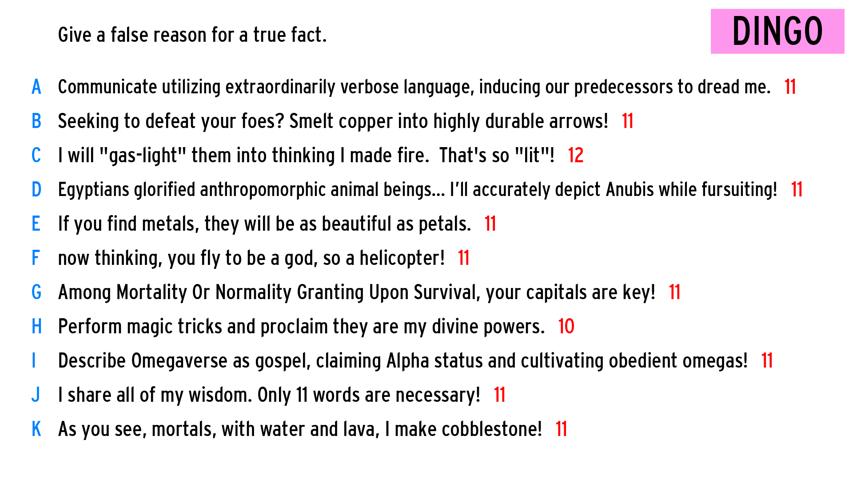 Give a false reason for a true fact.
DINGO
A Communicate utilizing extraordinarily verbose language, inducing our predecessors to dread me. 11
B Seeking to defeat your foes? Smelt copper into highly durable arrows! 11
C I will "gas-light" them into thinking I made fire. That's so "lit"! 12
D Egyptians glorified anthropomorphic animal beings... I'll accurately depict Anubis while fursuiting! 11
E If you find metals, they will be as beautiful as petals. 11
F now thinking, you fly to be a god, so a helicopter! 11
G Among Mortality Or Normality Granting Upon Survival, your capitals are key! 11
H Perform magic tricks and proclaim they are my divine powers. 10
I Describe Omegaverse as gospel, claiming Alpha status and cultivating obedient omegas! 11
J I share all of my wisdom. Only 11 words are necessary! 11
K As you see, mortals, with water and lava, I make cobblestone! 11